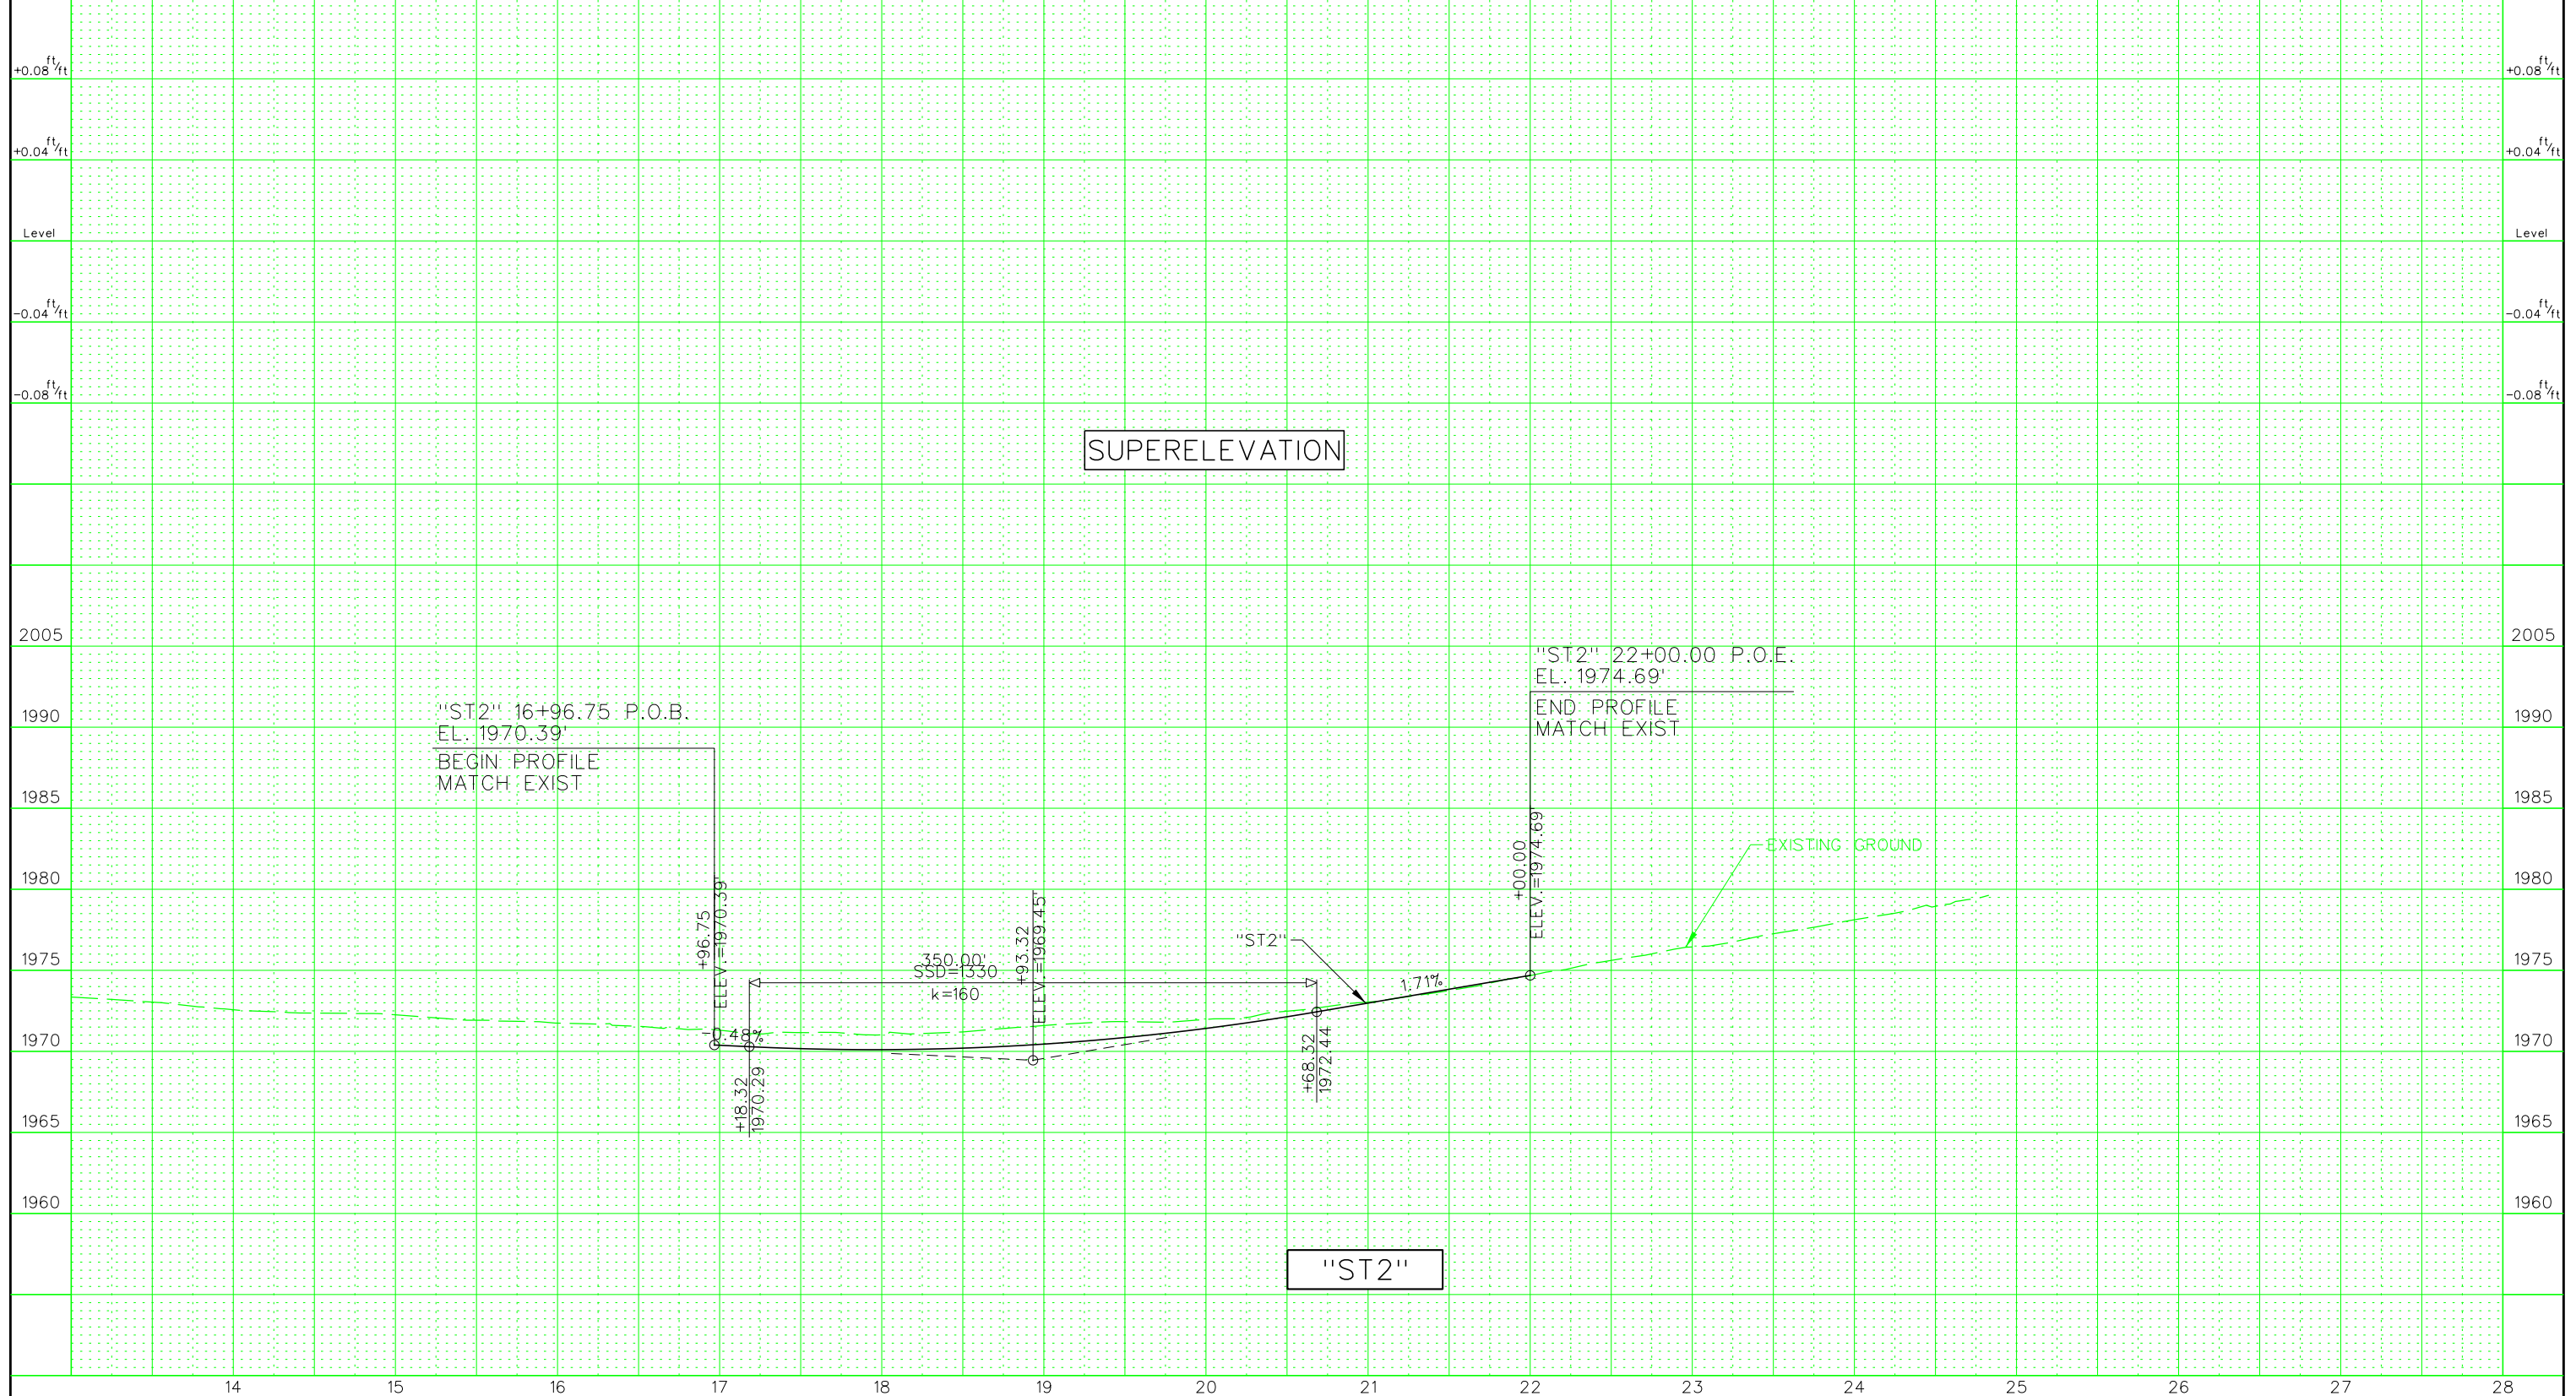 +0.08 ft/ft
+0.08 ft/ft
+0.04 ft/ft
+0.04 ft/ft
Level
Level
-0.04 ft/ft
-0.04 ft/ft
-0.08 ft/ft
-0.08 ft/ft
SUPERELEVATION
2005
2005
"ST2" 22+00.00 P.O.E.
EL. 1974.69'
END PROFILE
MATCH EXIST
1990
1990
"ST2" 16+96.75 P.O.B.
EL. 1970.39'
BEGIN PROFILE
MATCH EXIST
1985
1985
EXISTING GROUND
1980
1980
+96.75
ELEV.=1970.39'
+93.32
ELEV.=1969.45'
+00.00
ELEV.=1974.69'
"ST2"
350.00'
SSD=1330
k=160
1975
1975
1.71%
-0.48%
1970
1970
+18.32
1970.29
+68.32
1972.44
1965
1965
1960
1960
"ST2"
14 15 16 17 18 19 20 21 22 23 24 25 26 27 28